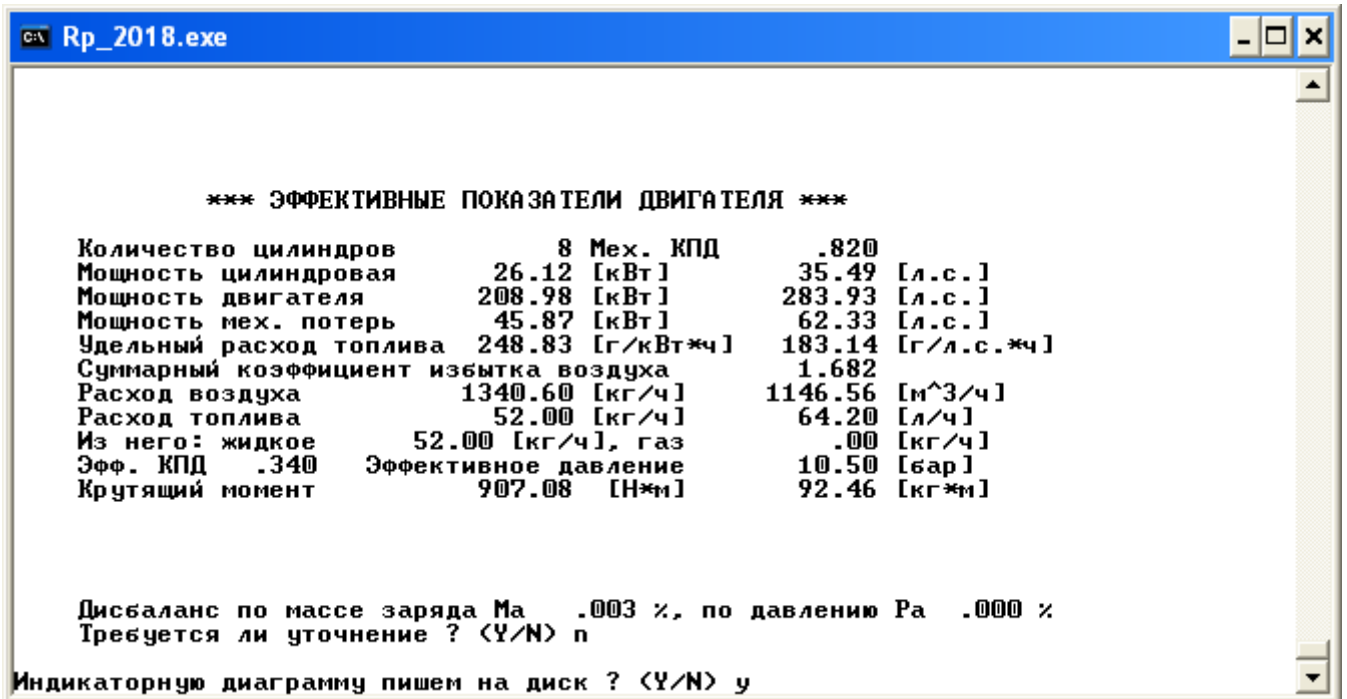 Rp_2018.exe
*** ЭФФЕКТИВНЫЕ ПОКАЗАТЕЛИ ДВИГАТЕЛЯ ***
Количество цилиндров 8 Мех. КПД .820
Мощность цилиндровая 26.12 [кВт] 35.49 [л.с.]
Мощность двигателя 208.98 [кВт] 283.93 [л.с.]
Мощность мех. потерь 45.87 [кВт] 62.33 [л.с.]
Удельный расход топлива 248.83 [г/кВт*ч] 183.14 [г/л.с.*ч]
Суммарный коэффициент избытка воздуха 1.682
Расход воздуха 1340.60 [кг/ч] 1146.56 [м^3/ч]
Расход топлива 52.00 [кг/ч] 64.20 [л/ч]
Из него: жидкое 52.00 [кг/ч], газ .00 [кг/ч]
Эфф. КПД .340 Эффективное давление 10.50 [бар]
Крутящий момент 907.08 [Н*м] 92.46 [кг*м]
Дисбаланс по массе заряда Ма .003 %, по давлению Ра .000 %
Требуется ли уточнение ? (Y/N) n
Индикаторную диаграмму пишем на диск ? (Y/N) y